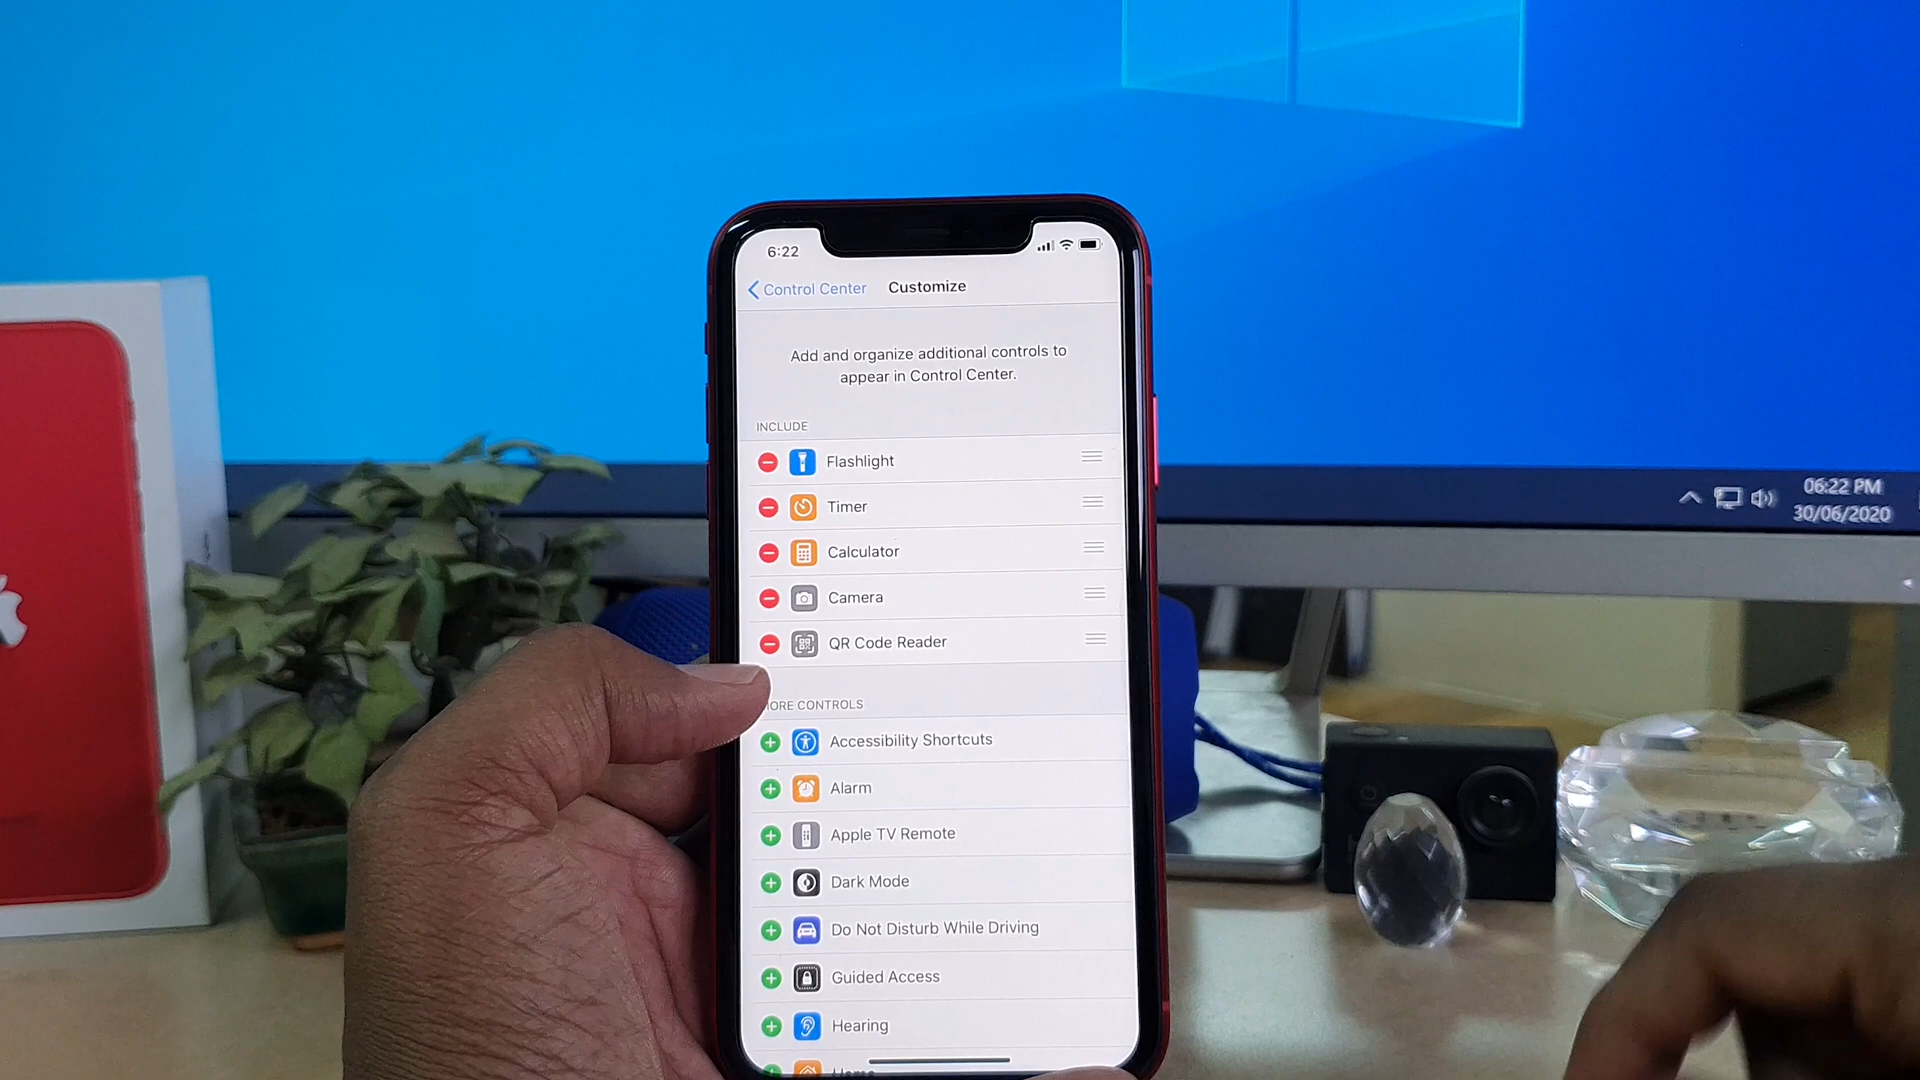 6:22
Control Center
Customize
Add and organize additional controls to
appear in Control Center.
INCLUDE
Flashlight
Timer
Calculator
Camera
QR Code Reader
MORE CONTROLS
Accessibility Shortcuts
Alarm
Apple TV Remote
Dark Mode
Do Not Disturb While Driving
Guided Access
Hearing
Home
06:22 PM
30/06/2020